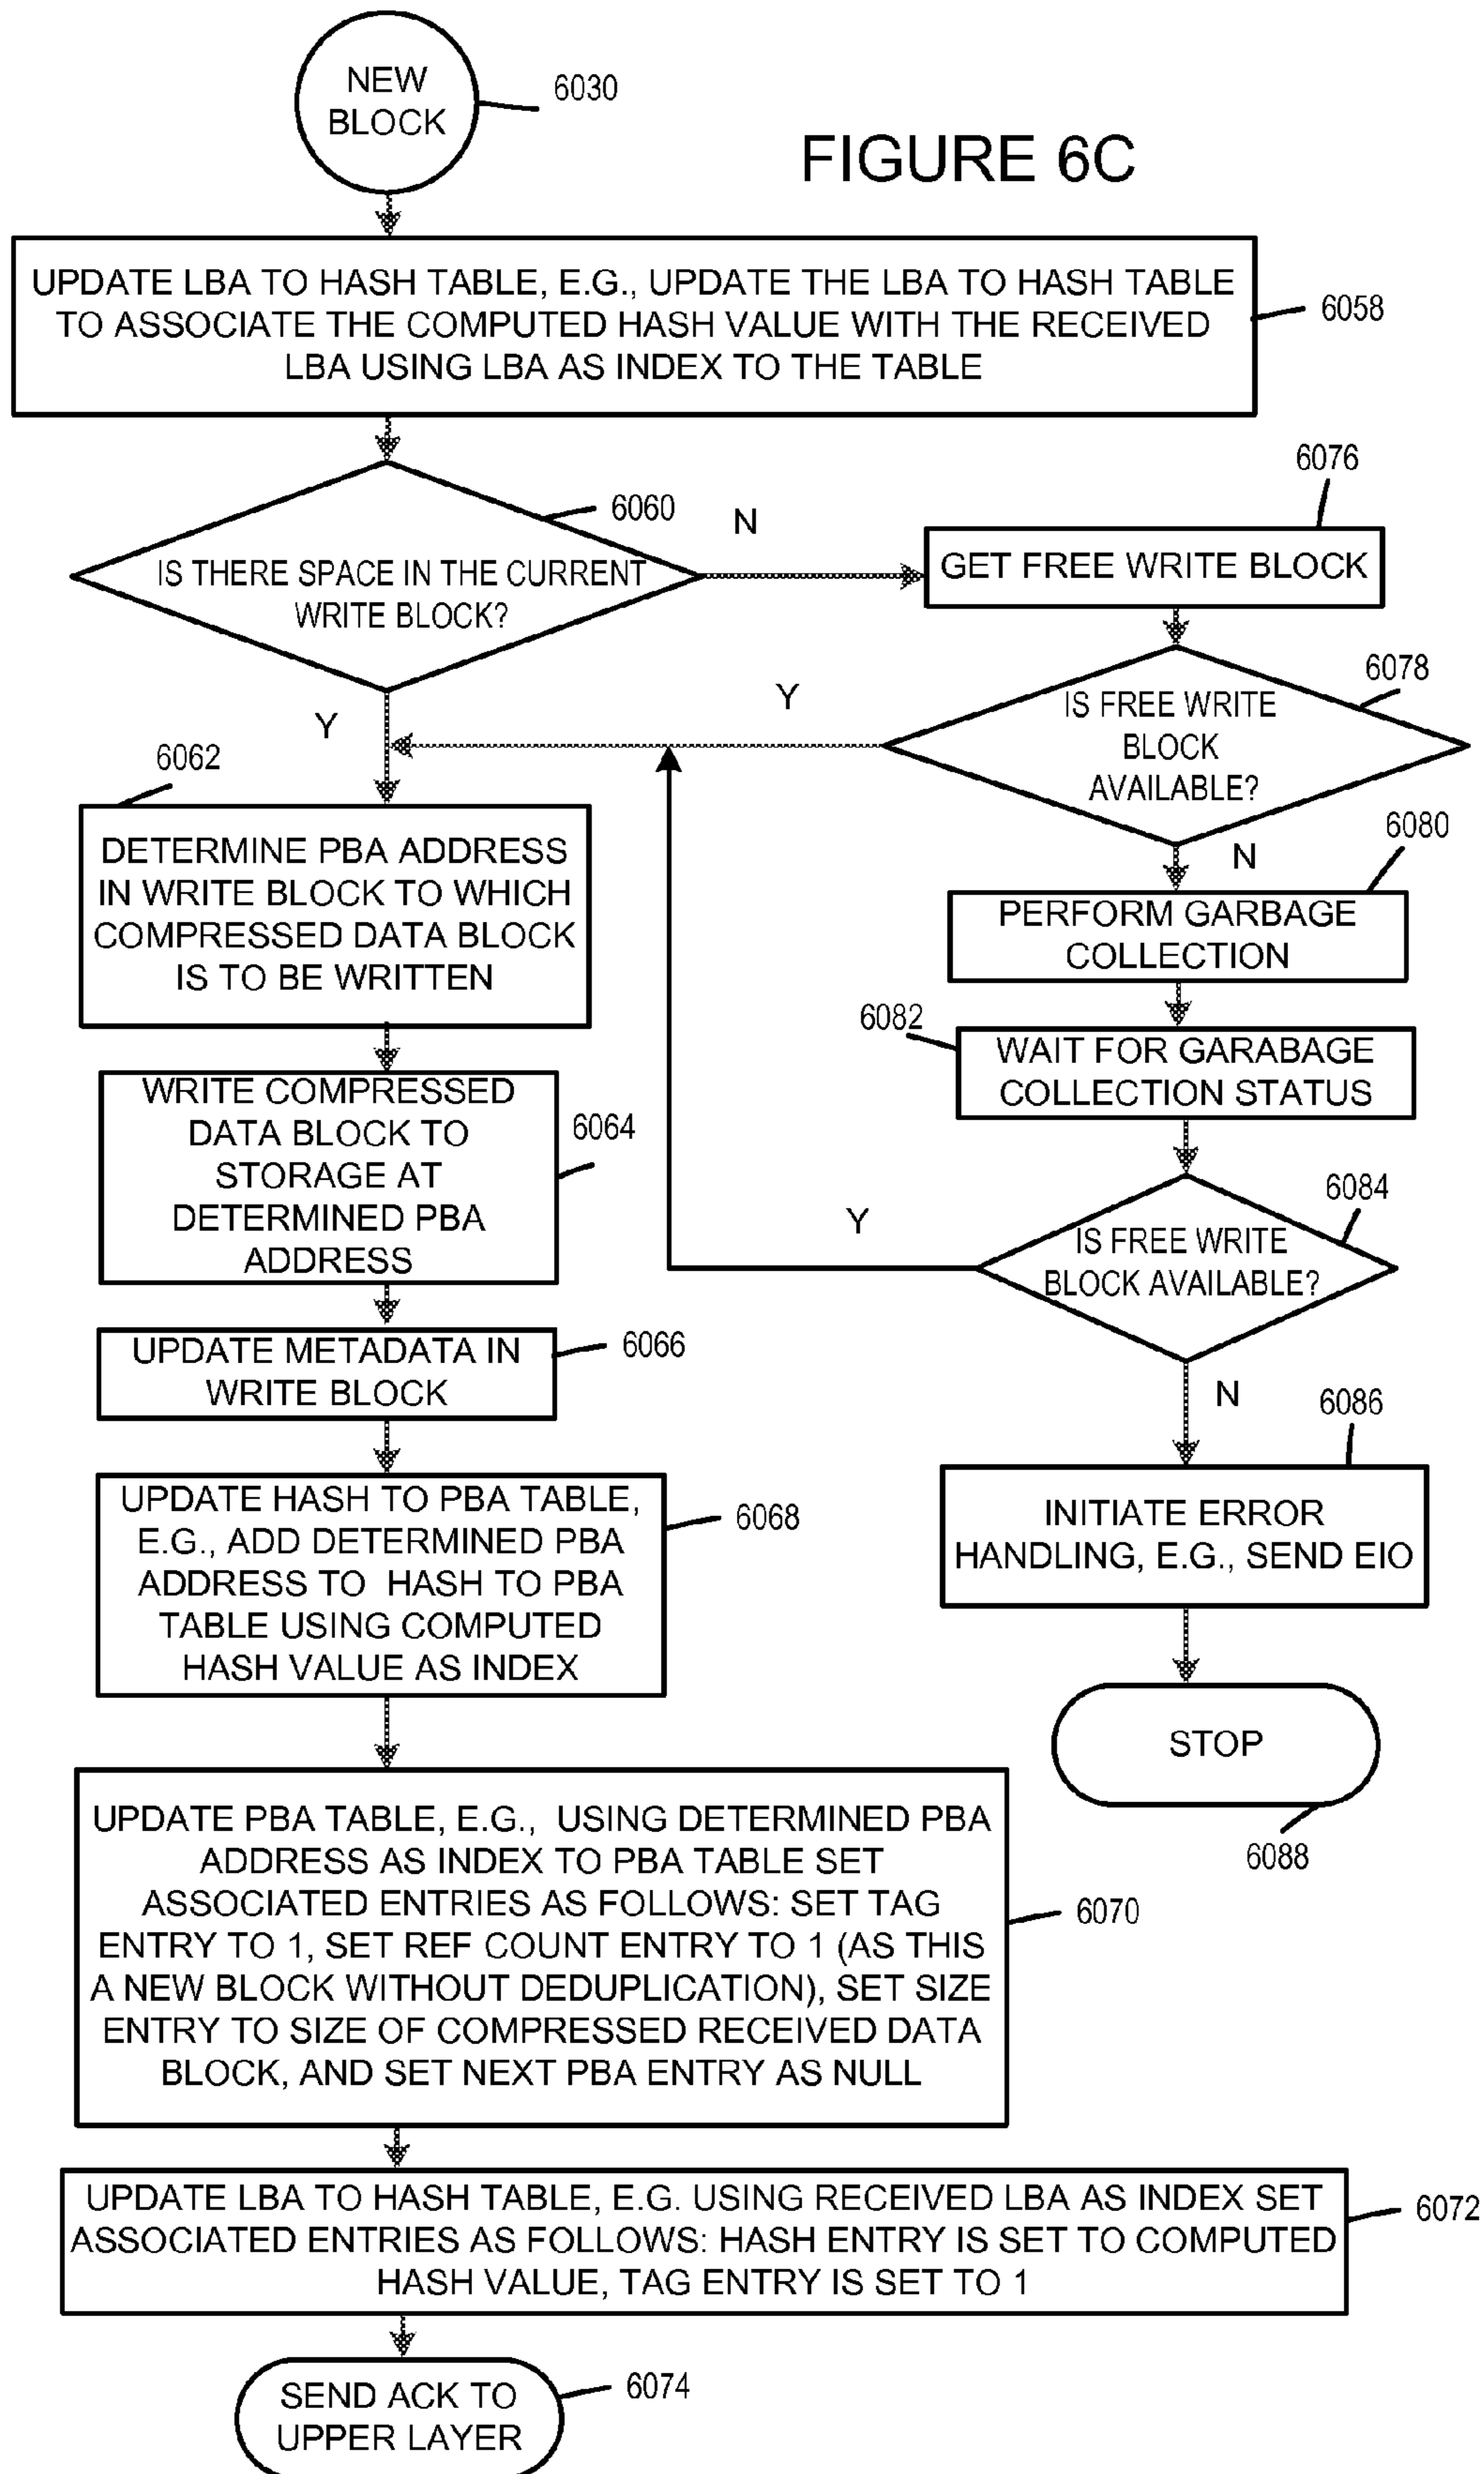 NEW
BLOCK
6030
FIGURE 6C
UPDATE LBA TO HASH TABLE, E.G., UPDATE THE LBA TO HASH TABLE
TO ASSOCIATE THE COMPUTED HASH VALUE WITH THE RECEIVED
LBA USING LBA AS INDEX TO THE TABLE
6058
IS THERE SPACE IN THE CURRENT
WRITE BLOCK?
6060
N
Y
6076
GET FREE WRITE BLOCK
6078
IS FREE WRITE
BLOCK
AVAILABLE?
Y
N
6062
DETERMINE PBA ADDRESS
IN WRITE BLOCK TO WHICH
COMPRESSED DATA BLOCK
IS TO BE WRITTEN
6080
PERFORM GARBAGE
COLLECTION
6082
WAIT FOR GARABAGE
COLLECTION STATUS
WRITE COMPRESSED
DATA BLOCK TO
STORAGE AT
DETERMINED PBA
ADDRESS
6064
6084
IS FREE WRITE
BLOCK AVAILABLE?
Y
N
UPDATE METADATA IN
WRITE BLOCK
6066
6086
INITIATE ERROR
HANDLING, E.G., SEND EIO
UPDATE HASH TO PBA TABLE,
E.G., ADD DETERMINED PBA
ADDRESS TO HASH TO PBA
TABLE USING COMPUTED
HASH VALUE AS INDEX
6068
STOP
6088
UPDATE PBA TABLE, E.G., USING DETERMINED PBA
ADDRESS AS INDEX TO PBA TABLE SET
ASSOCIATED ENTRIES AS FOLLOWS: SET TAG
ENTRY TO 1, SET REF COUNT ENTRY TO 1 (AS THIS
A NEW BLOCK WITHOUT DEDUPLICATION), SET SIZE
ENTRY TO SIZE OF COMPRESSED RECEIVED DATA
BLOCK, AND SET NEXT PBA ENTRY AS NULL
6070
UPDATE LBA TO HASH TABLE, E.G. USING RECEIVED LBA AS INDEX SET
ASSOCIATED ENTRIES AS FOLLOWS: HASH ENTRY IS SET TO COMPUTED
HASH VALUE, TAG ENTRY IS SET TO 1
6072
SEND ACK TO
UPPER LAYER
6074